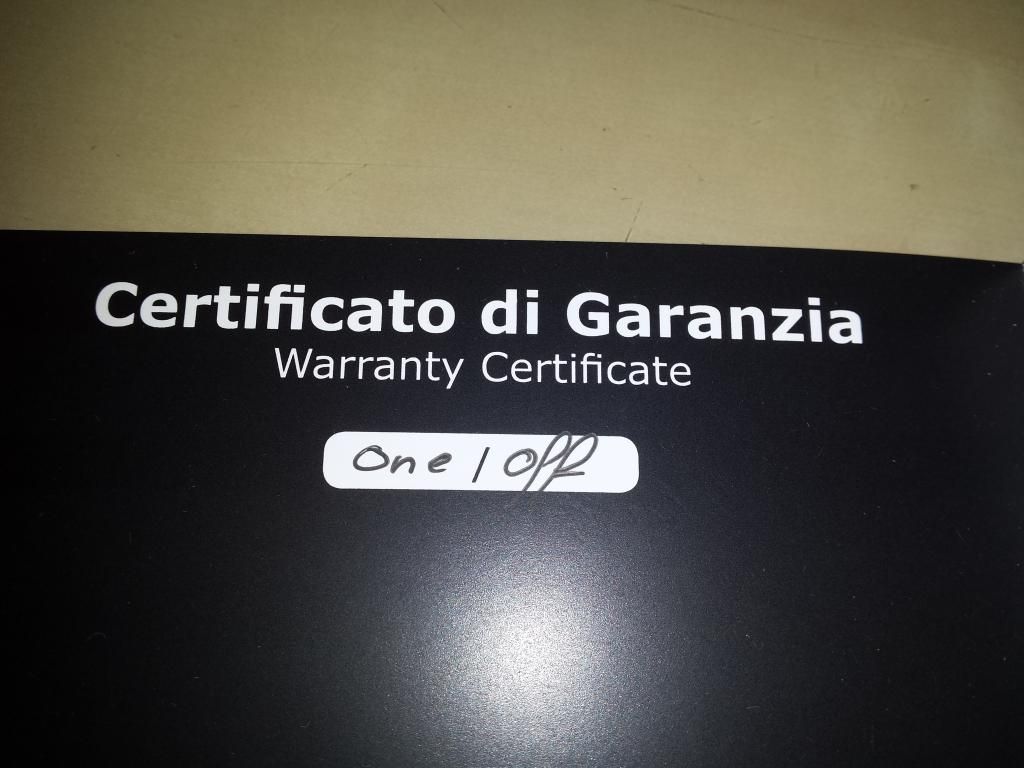 Certificato di Garanzia
Warranty Certificate
One / Off